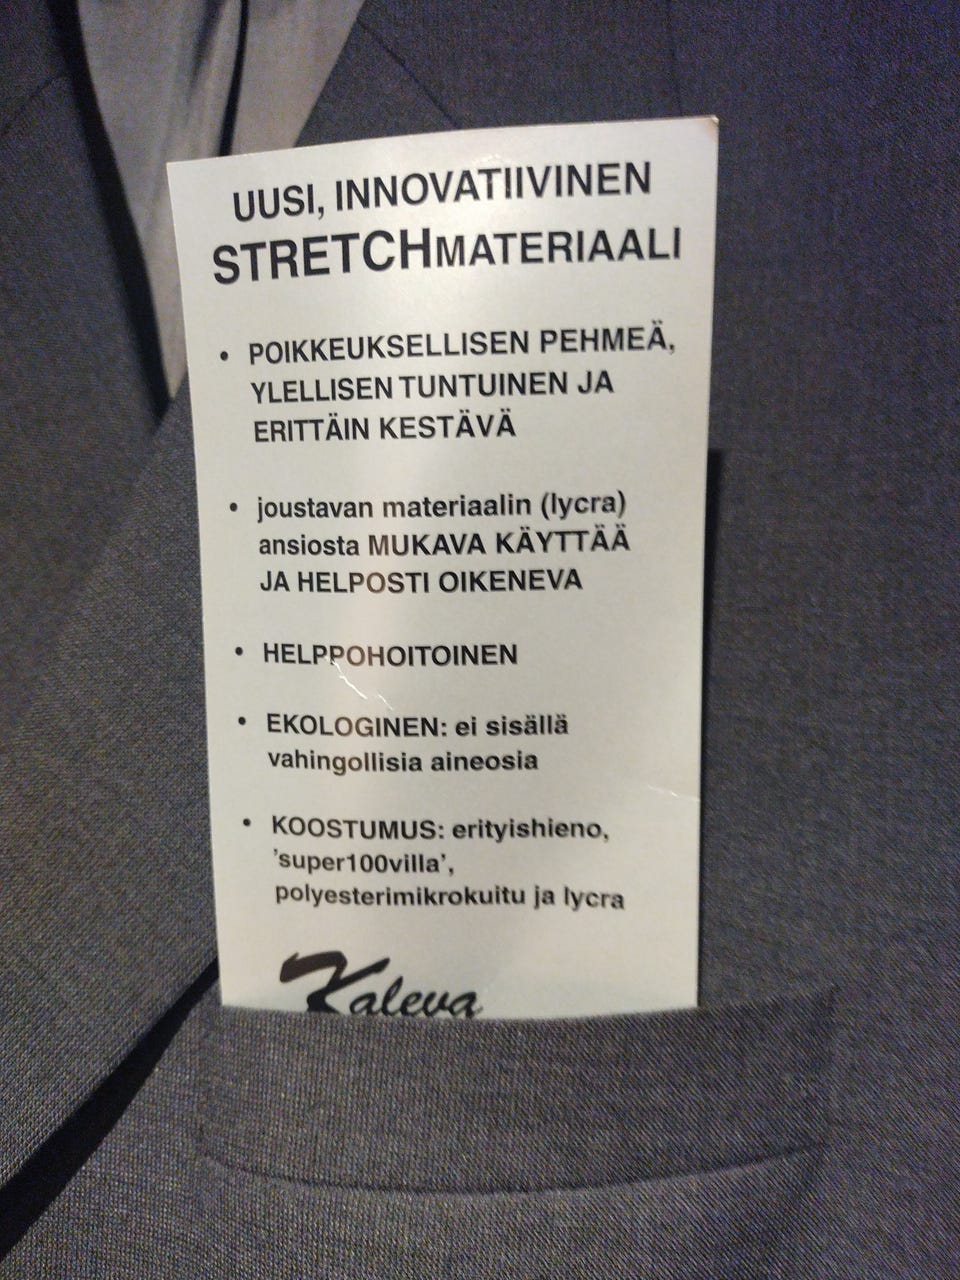 UUSI, INNOVATIIVINEN
STRETCHMATERIAALI
• POIKKEUKSELLISEN PEHMEÄ,
YLELLISEN TUNTUINEN JA
ERITTÄIN KESTÄVÄ
• joustavan materiaalin (lycra)
ansiosta MUKAVA KÄYTTÄÄ
JA HELPOSTI OIKENEVA
• HELPPOHOITOINEN
• EKOLOGINEN: ei sisällä
vahingollisia aineosia
• KOOSTUMUS: erityishieno,
'super100villa',
polyesterimikrokuitu ja lycra
Kaleva